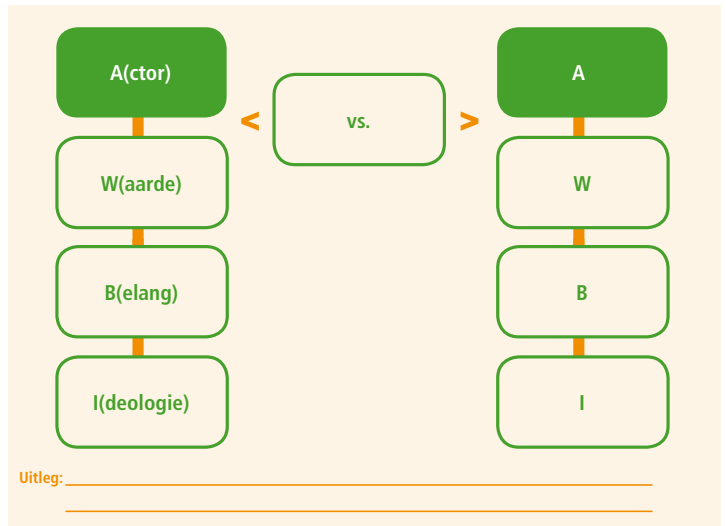 A(ctor)
W(aarde)
B(elang)
I(deologie)
< vs. >
A
W
B
I
Uitleg: